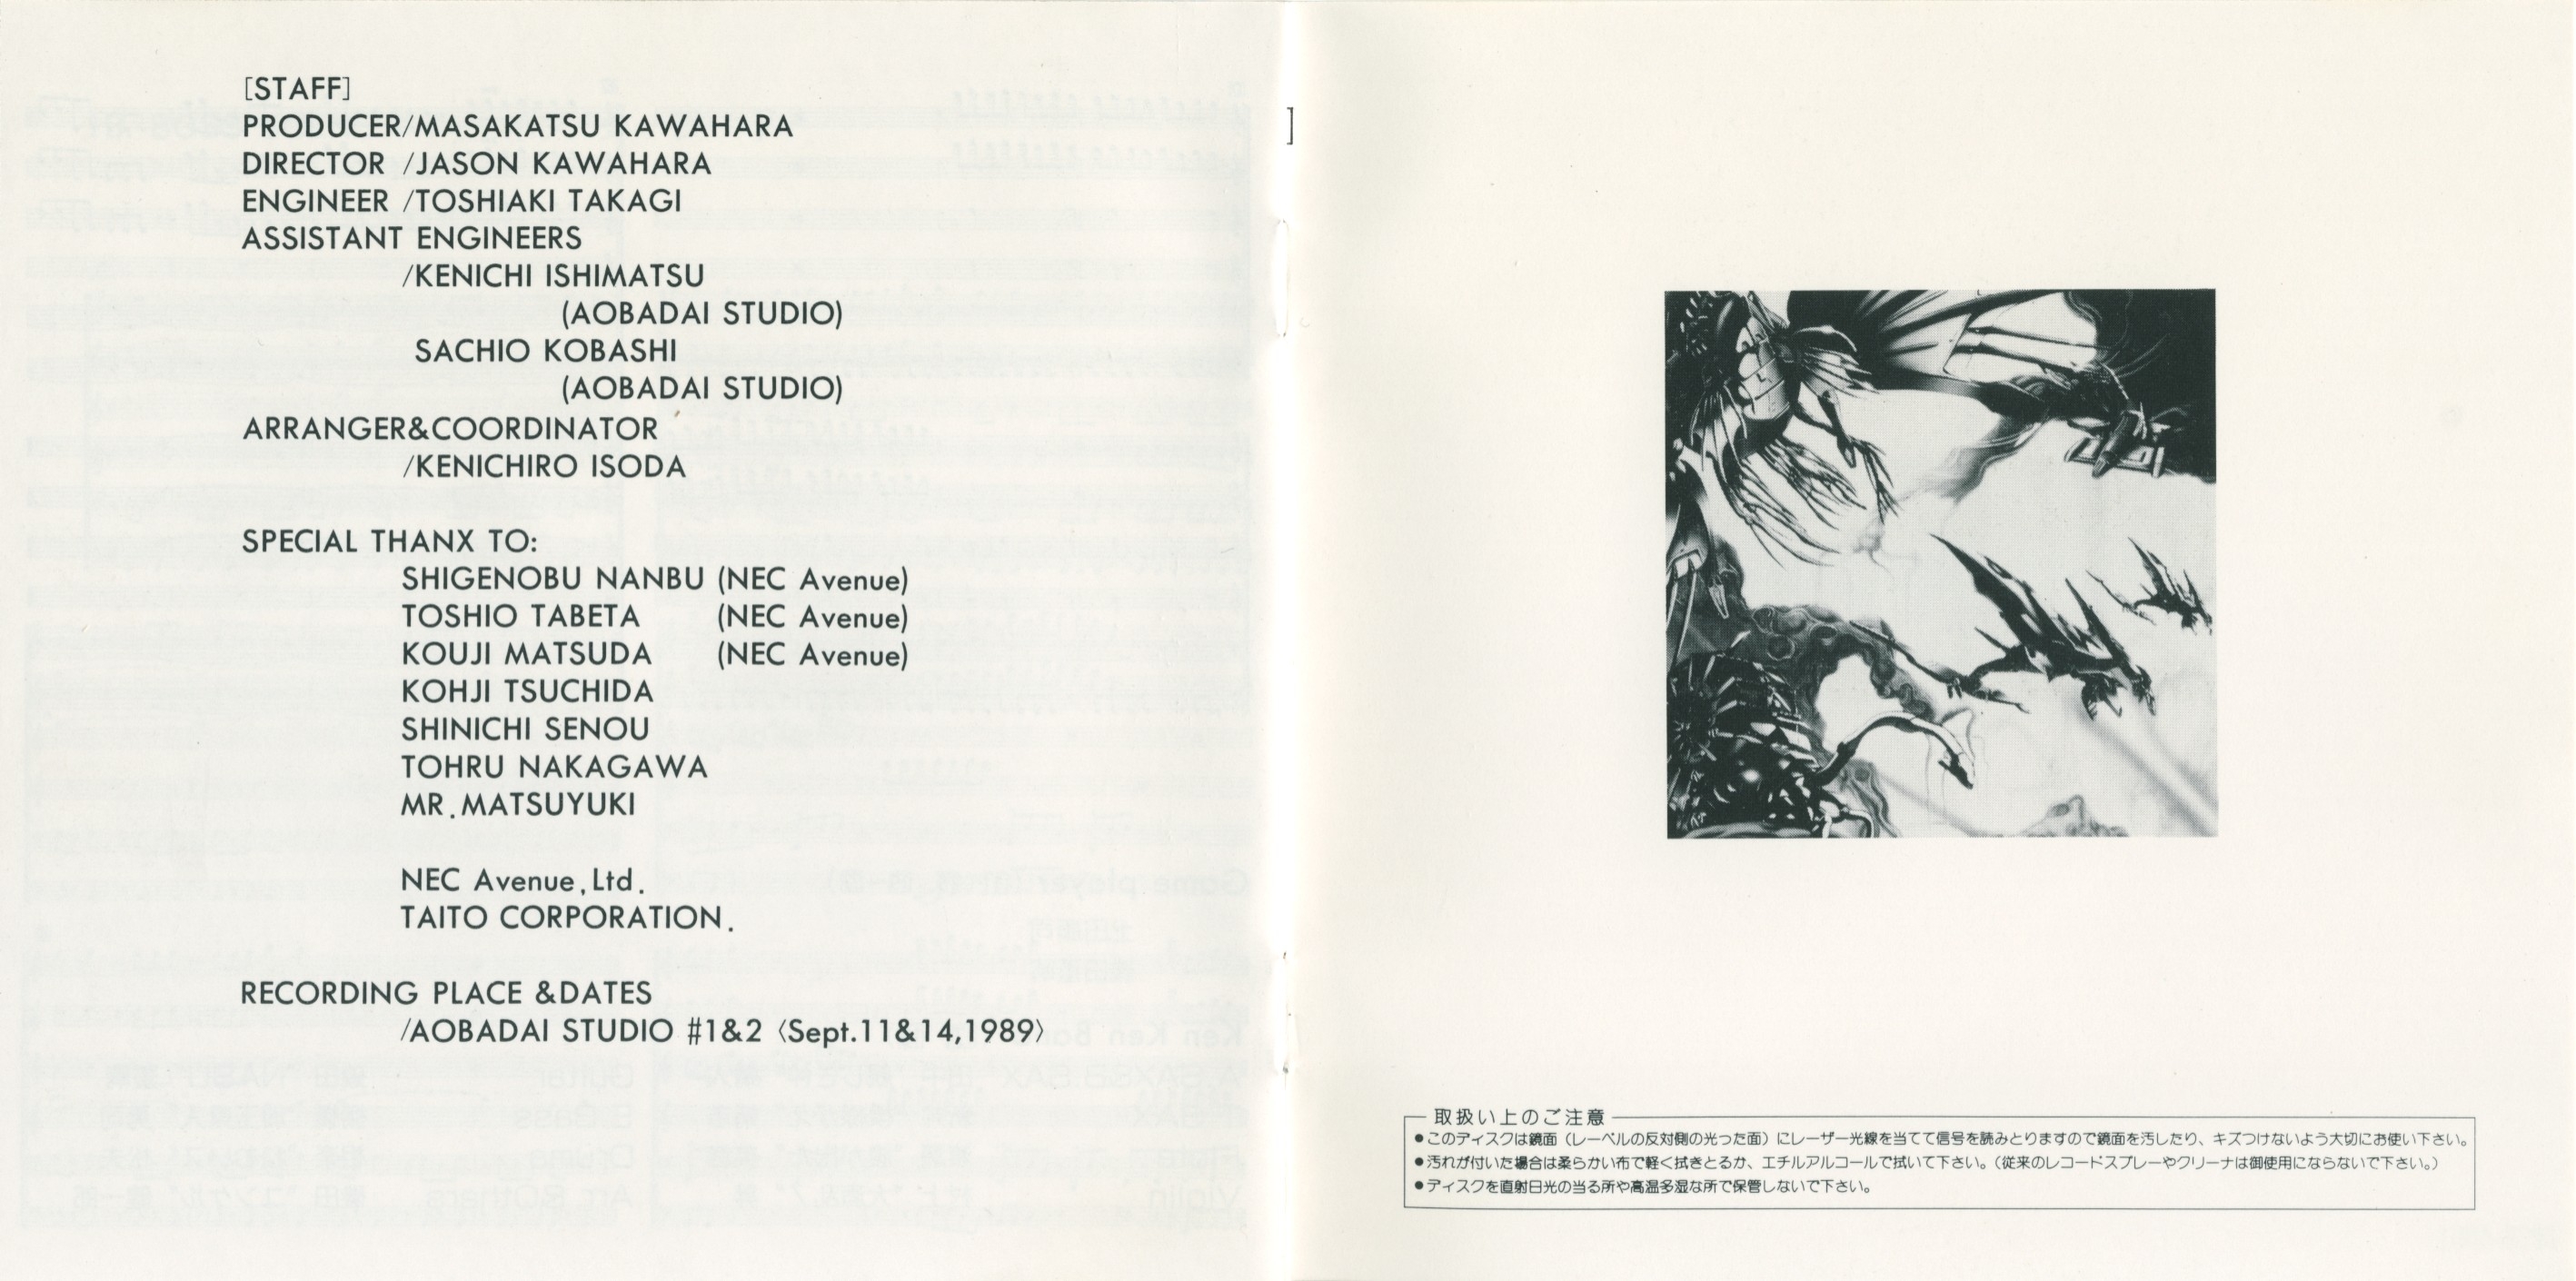 [STAFF]
PRODUCER/MASAKATSU KAWAHARA
DIRECTOR /JASON KAWAHARA
ENGINEER /TOSHIAKI TAKAGI
ASSISTANT ENGINEERS
/KENICHI ISHIMATSU
(AOBADAI STUDIO)
SACHIO KOBASHI
(AOBADAI STUDIO)
ARRANGER&COORDINATOR
/KENICHIRO ISODA
SPECIAL THANX TO:
SHIGENOBU NANBU (NEC Avenue)
TOSHIO TABETA (NEC Avenue)
KOUJI MATSUDA (NEC Avenue)
KOHJI TSUCHIDA
SHINICHI SENOU
TOHRU NAKAGAWA
MR.MATSUYUKI
NEC Avenue,Ltd.
TAITO CORPORATION.
RECORDING PLACE &DATES
/AOBADAI STUDIO #1&2 〈Sept.11&14,1989〉
]
取扱い上のご注意
●このディスクは鏡面（レーベルの反対側の光った面）にレーザー光線を当てて信号を読みとりますので鏡面を汚したり、キズつけないよう大切にお使い下さい。
●汚れが付いた場合は柔らかい布で軽く拭きとるか、エチルアルコールで拭いて下さい。（従来のレコードスプレーやクリーナは御使用にならないで下さい。）
●ディスクを直射日光の当る所や高温多湿な所で保管しないで下さい。